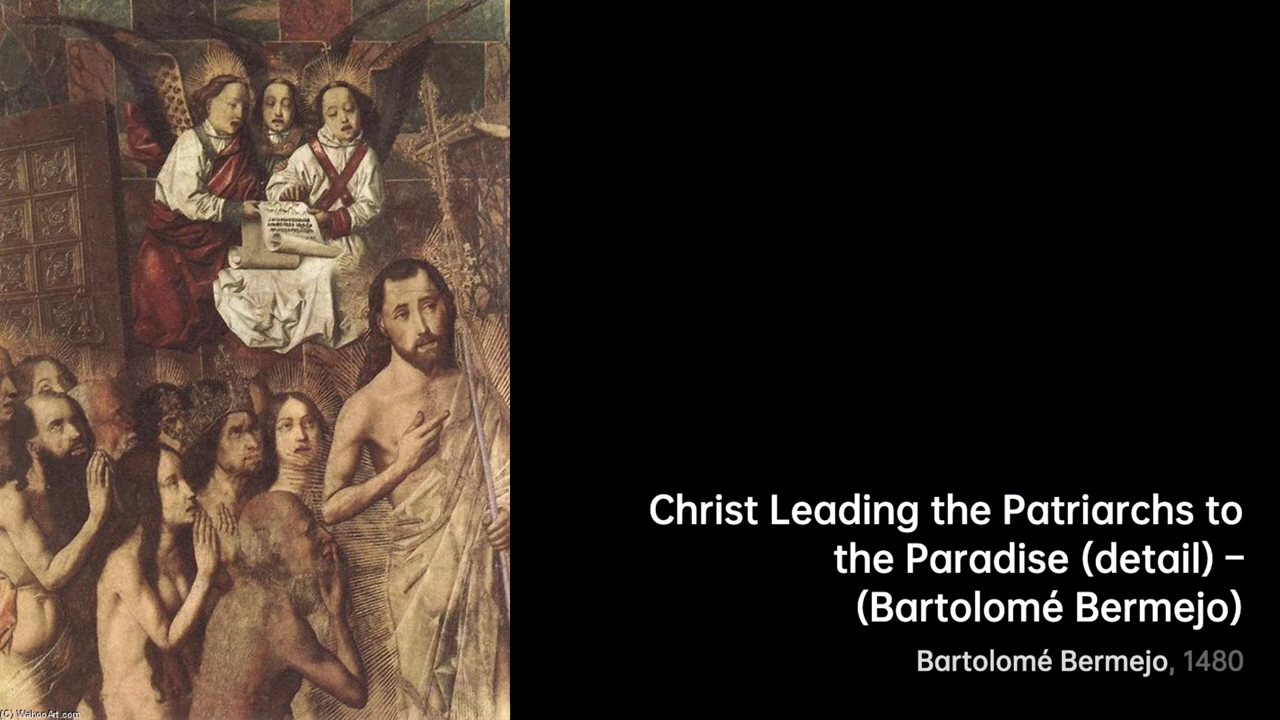 Christ Leading the Patriarchs to
the Paradise (detail) –
(Bartolomé Bermejo)
Bartolomé Bermejo, 1480
(C) WahooArt.com